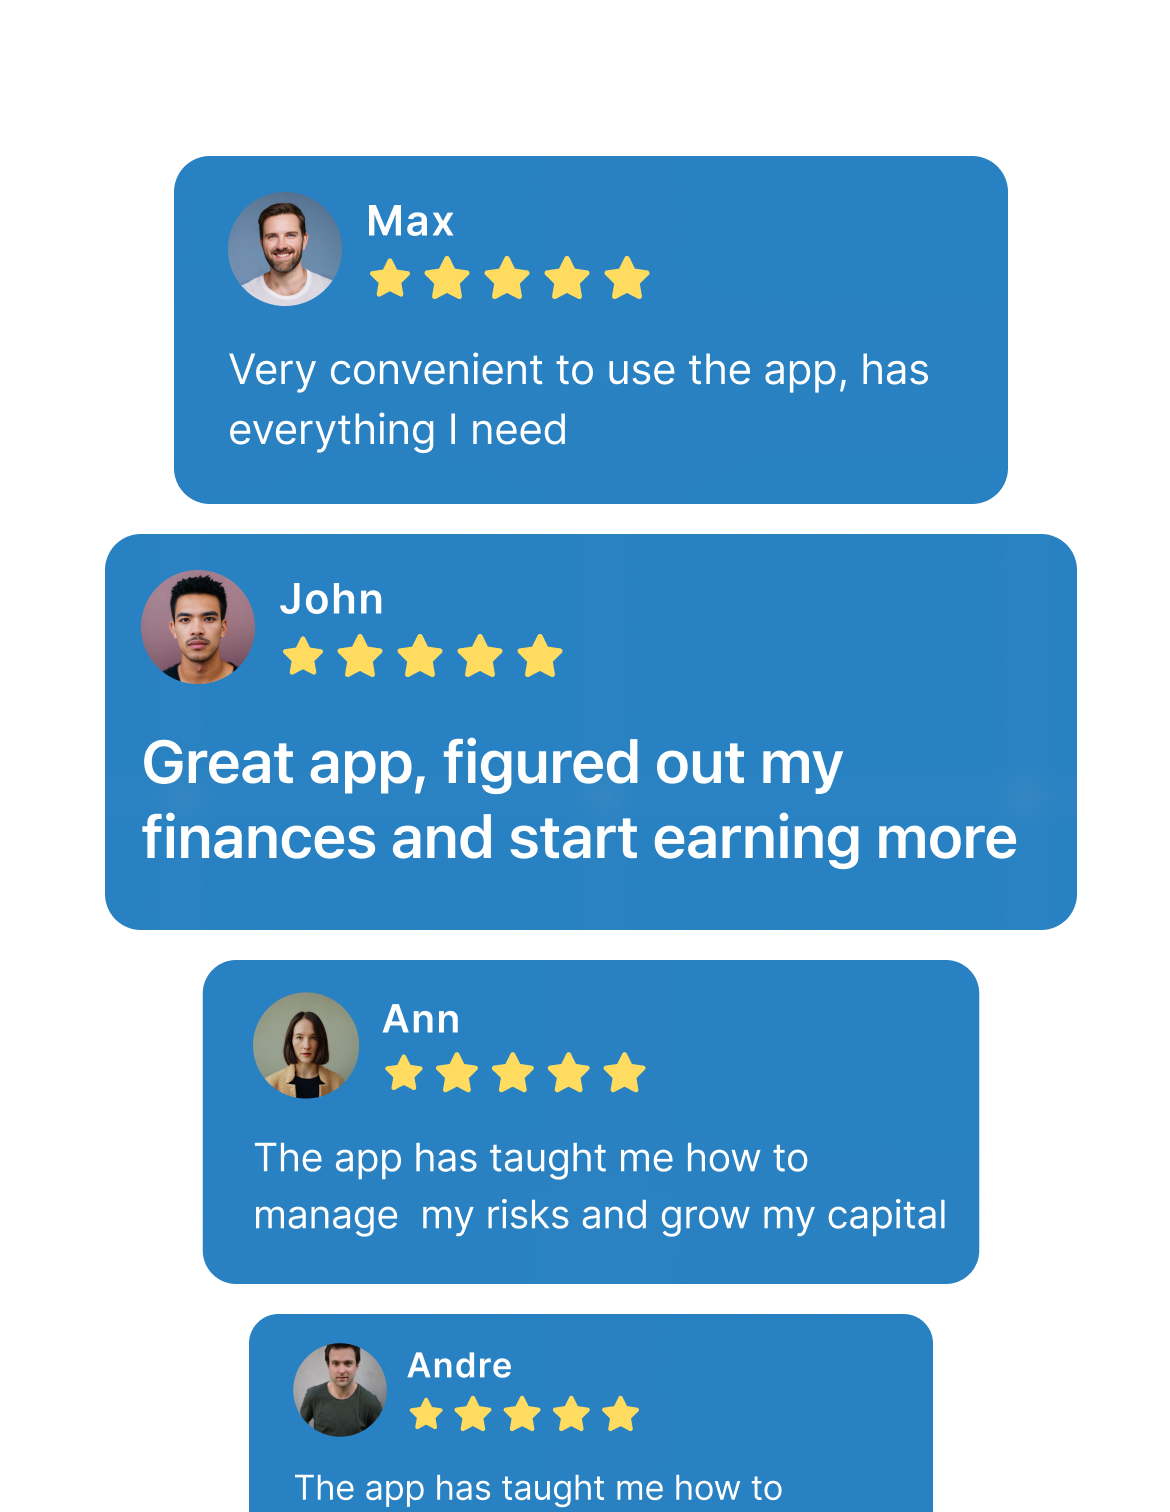 Max
Very convenient to use the app, has
everything I need
John
Great app, figured out my
finances and start earning more
Ann
The app has taught me how to
manage  my risks and grow my capital
Andre
The app has taught me how to